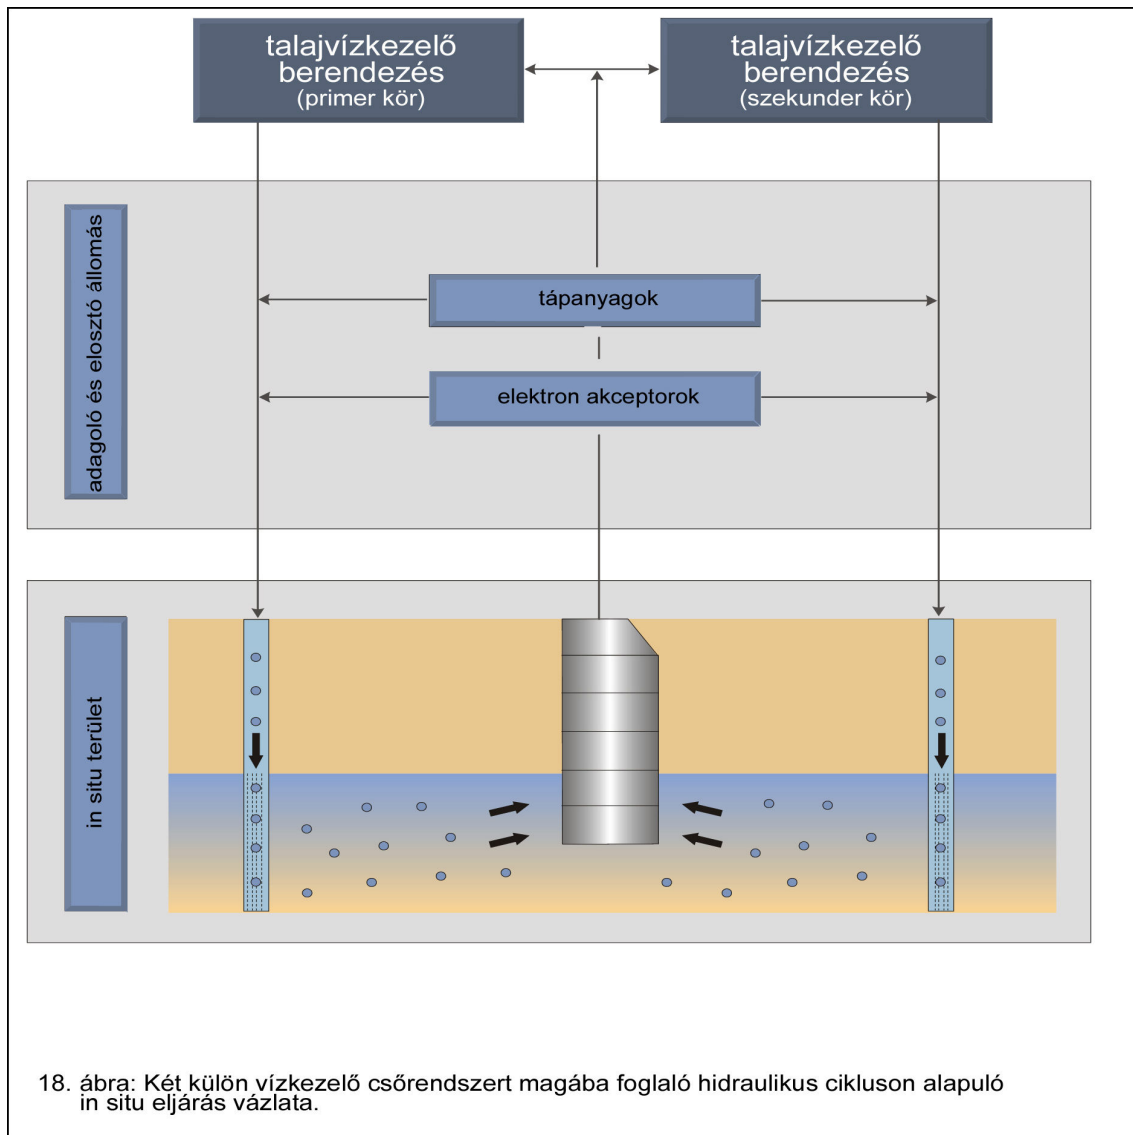 talajvízkezelő
berendezés
(primer kör)
talajvízkezelő
berendezés
(szekunder kör)
adagoló és elosztó állomás
tápanyagok
elektron akceptorok
in situ terület
18. ábra: Két külön vízkezelő csőrendszert magába foglaló hidraulikus cikluson alapuló
in situ eljárás vázlata.